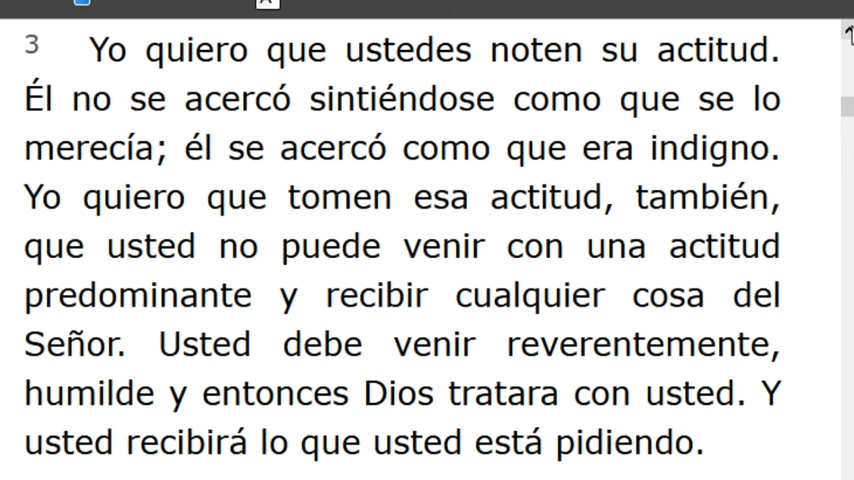 3 Yo quiero que ustedes noten su actitud.
Él no se acercó sintiéndose como que se lo
merecía; él se acercó como que era indigno.
Yo quiero que tomen esa actitud, también,
que usted no puede venir con una actitud
predominante y recibir cualquier cosa del
Señor. Usted debe venir reverentemente,
humilde y entonces Dios tratara con usted. Y
usted recibirá lo que usted está pidiendo.